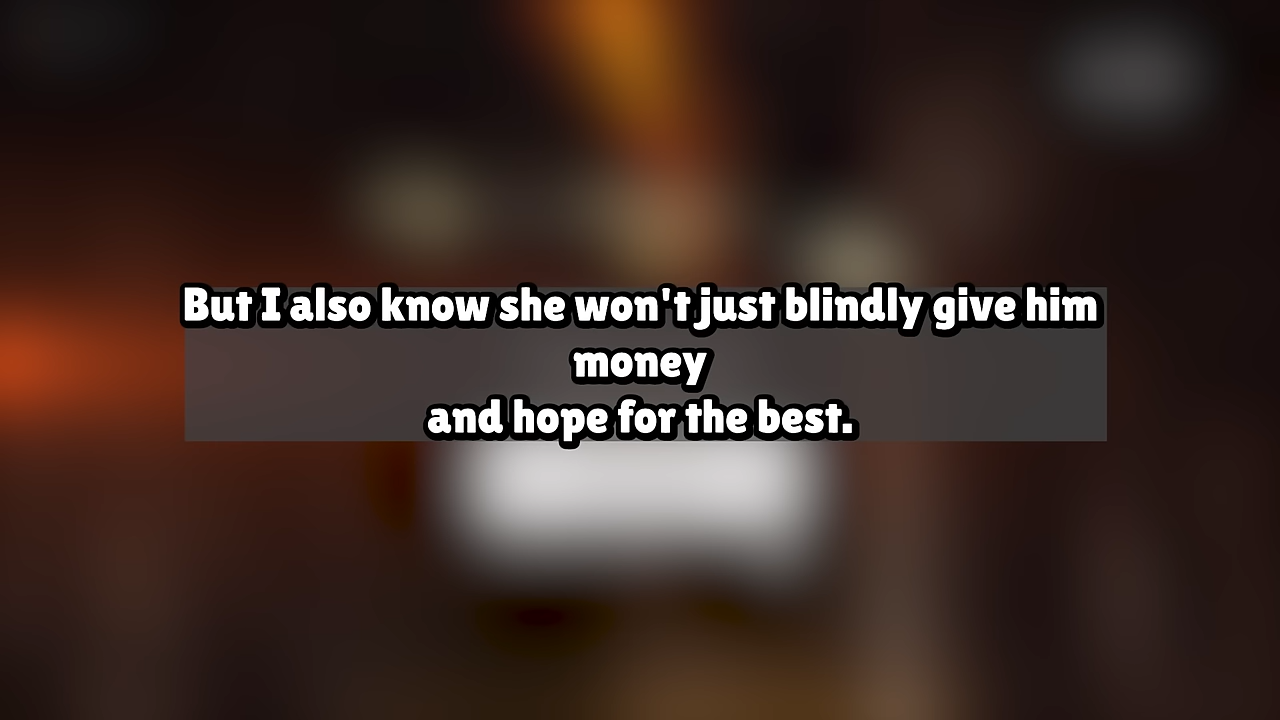 But I also know she won't just blindly give him
money
and hope for the best.